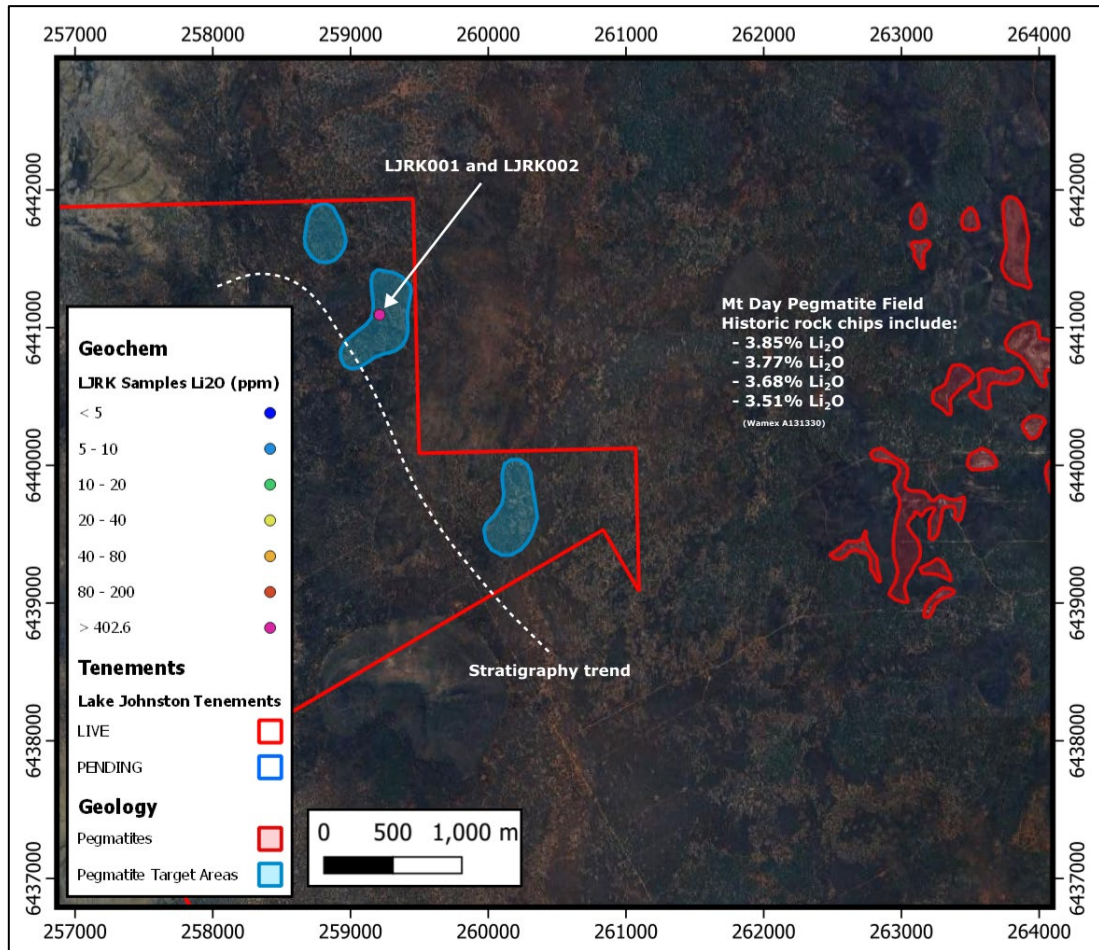 257000 258000 259000 260000 261000 262000 263000 264000
6442000
6441000
6440000
6439000
6438000
6437000
LJRK001 and LJRK002
Mt Day Pegmatite Field
Historic rock chips include:
- 3.85% Li₂O
- 3.77% Li₂O
- 3.68% Li₂O
- 3.51% Li₂O
(Wamex A131330)
Stratigraphy trend
Geochem
LJRK Samples Li2O (ppm)
< 5
5 - 10
10 - 20
20 - 40
40 - 80
80 - 200
> 402.6
Tenements
Lake Johnston Tenements
LIVE
PENDING
Geology
Pegmatites
Pegmatite Target Areas
0 500 1,000 m
6442000
6441000
6440000
6439000
6438000
6437000
257000 258000 259000 260000 261000 262000 263000 264000